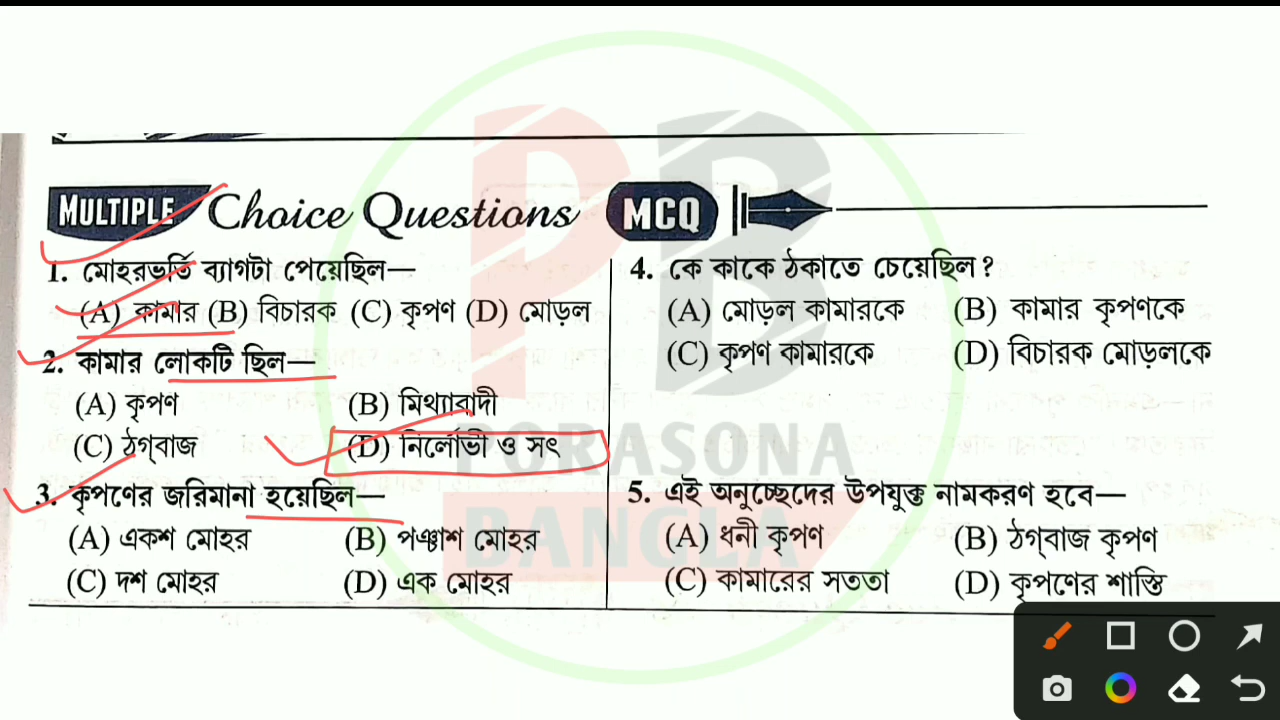 MULTIPLE Choice Questions MCQ
1. মোহরভর্তি ব্যাগটা পেয়েছিল—
(A) কামার (B) বিচারক (C) কৃপণ (D) মোড়ল
2. কামার লোকটি ছিল—
(A) কৃপণ (B) মিথ্যাবাদী
(C) ঠগ্‌বাজ (D) নির্লোভী ও সৎ
3. কৃপণের জরিমানা হয়েছিল—
(A) একশ মোহর (B) পঞ্চাশ মোহর
(C) দশ মোহর (D) এক মোহর
4. কে কাকে ঠকাতে চেয়েছিল?
(A) মোড়ল কামারকে (B) কামার কৃপণকে
(C) কৃপণ কামারকে (D) বিচারক মোড়লকে
5. এই অনুচ্ছেদের উপযুক্ত নামকরণ হবে—
(A) ধনী কৃপণ (B) ঠগ্‌বাজ কৃপণ
(C) কামারের সততা (D) কৃপণের শাস্তি
PB
PORASONA
BANGLA